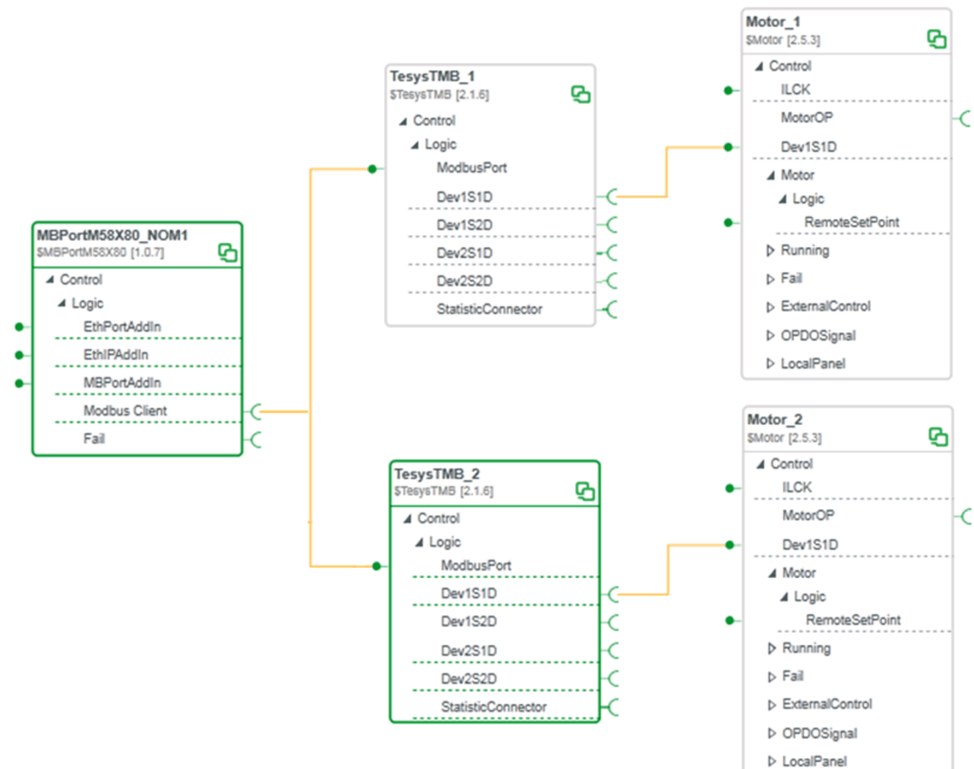 MBPortM58X80_NOM1
$MBPortM58X80 [1.0.7]
Control
Logic
EthPortAddIn
EthIPAddIn
MBPortAddIn
Modbus Client
Fail
TesysTMB_1
$TesysTMB [2.1.6]
Control
Logic
ModbusPort
Dev1S1D
Dev1S2D
Dev2S1D
Dev2S2D
StatisticConnector
TesysTMB_2
$TesysTMB [2.1.6]
Control
Logic
ModbusPort
Dev1S1D
Dev1S2D
Dev2S1D
Dev2S2D
StatisticConnector
Motor_1
$Motor [2.5.3]
Control
ILCK
MotorOP
Dev1S1D
Motor
Logic
RemoteSetPoint
Running
Fail
ExternalControl
OPDOSignal
LocalPanel
Motor_2
$Motor [2.5.3]
Control
ILCK
MotorOP
Dev1S1D
Motor
Logic
RemoteSetPoint
Running
Fail
ExternalControl
OPDOSignal
LocalPanel